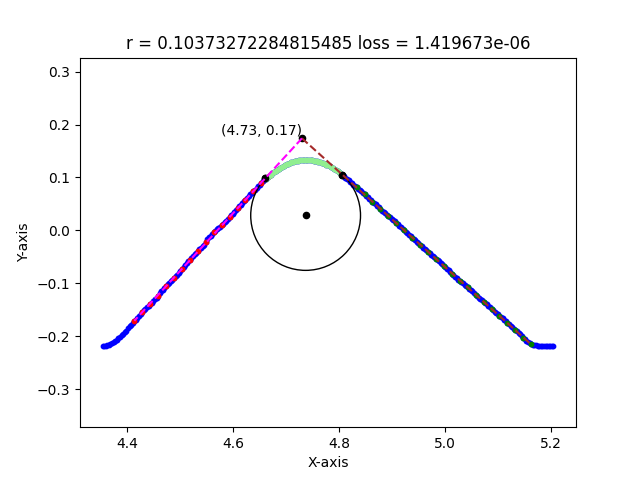 r = 0.10373272284815485 loss = 1.419673e-06
0.3
0.2
(4.73, 0.17)
0.1
0.0
−0.1
−0.2
−0.3
Y-axis
4.4 4.6 4.8 5.0 5.2
X-axis